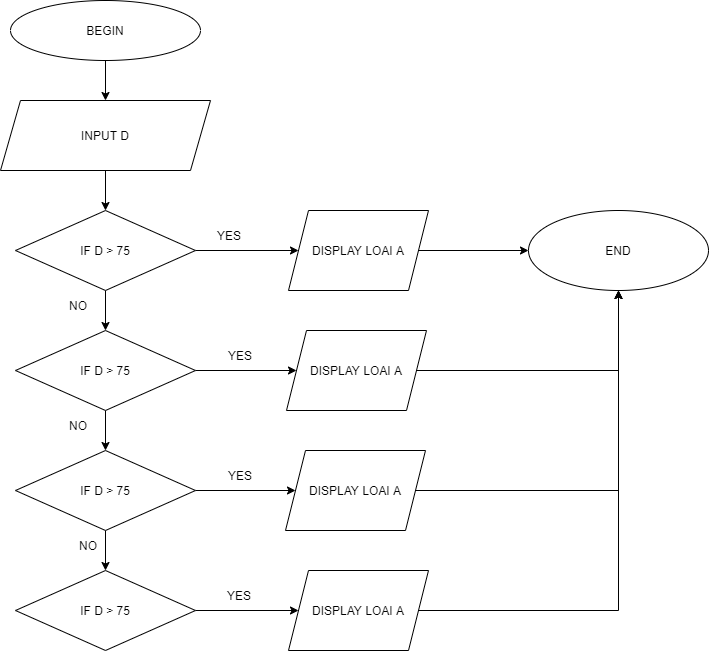 BEGIN
INPUT D
IF D > 75
YES
DISPLAY LOAI A
END
NO
IF D > 75
YES
DISPLAY LOAI A
NO
IF D > 75
YES
DISPLAY LOAI A
NO
IF D > 75
YES
DISPLAY LOAI A